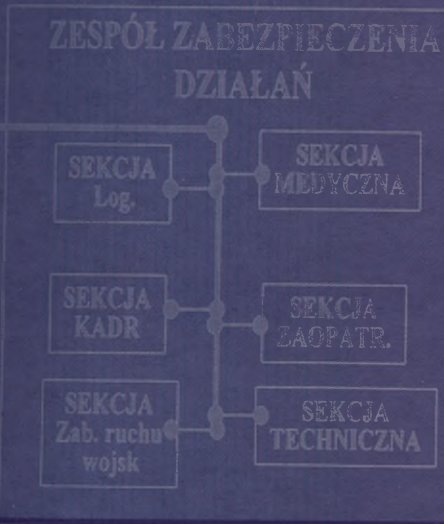 ZESPÓŁ ZABEZPIECZENIA
DZIAŁAŃ
SEKCJA
Log.
SEKCJA
MEDYCZNA
SEKCJA
KADR
SEKCJA
ZAOPATR.
SEKCJA
Zab. ruchu
wojsk
SEKCJA
TECHNICZNA